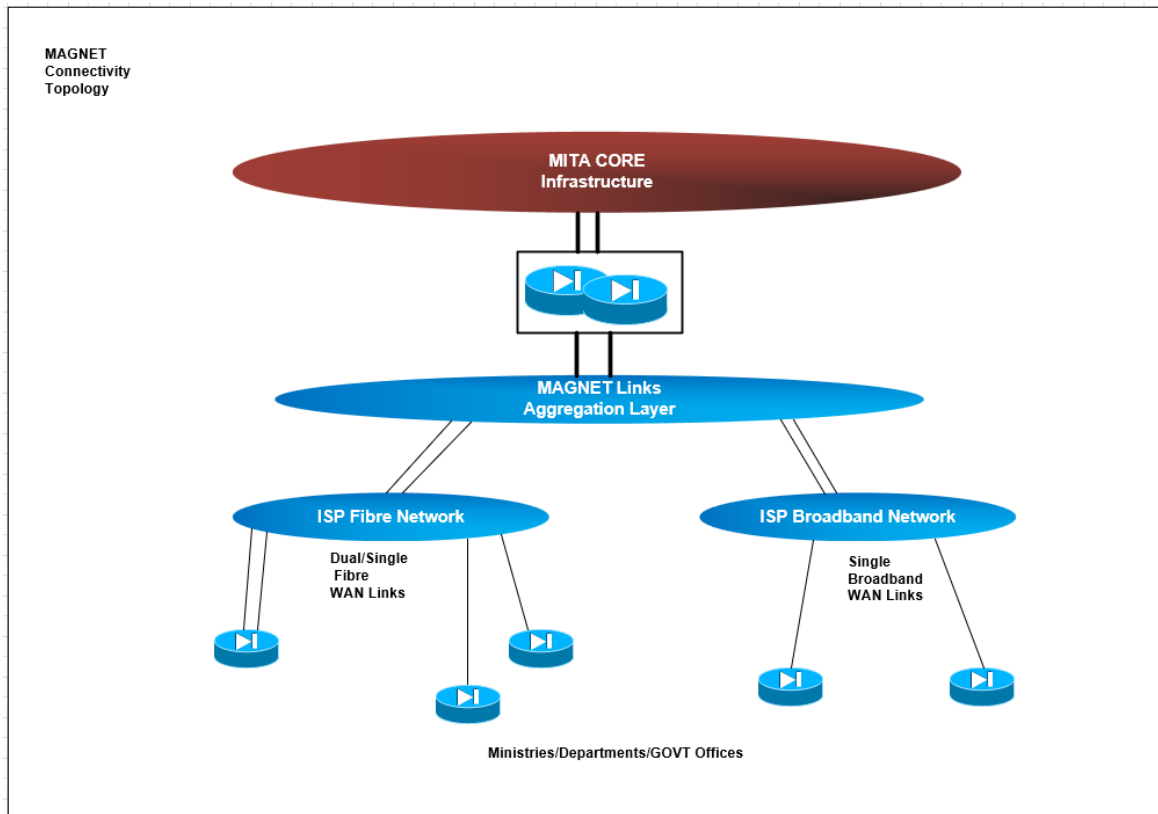 MAGNET
Connectivity
Topology
MITA CORE
Infrastructure
MAGNET Links
Aggregation Layer
ISP Fibre Network
ISP Broadband Network
Dual/Single
Fibre
WAN Links
Single
Broadband
WAN Links
Ministries/Departments/GOVT Offices